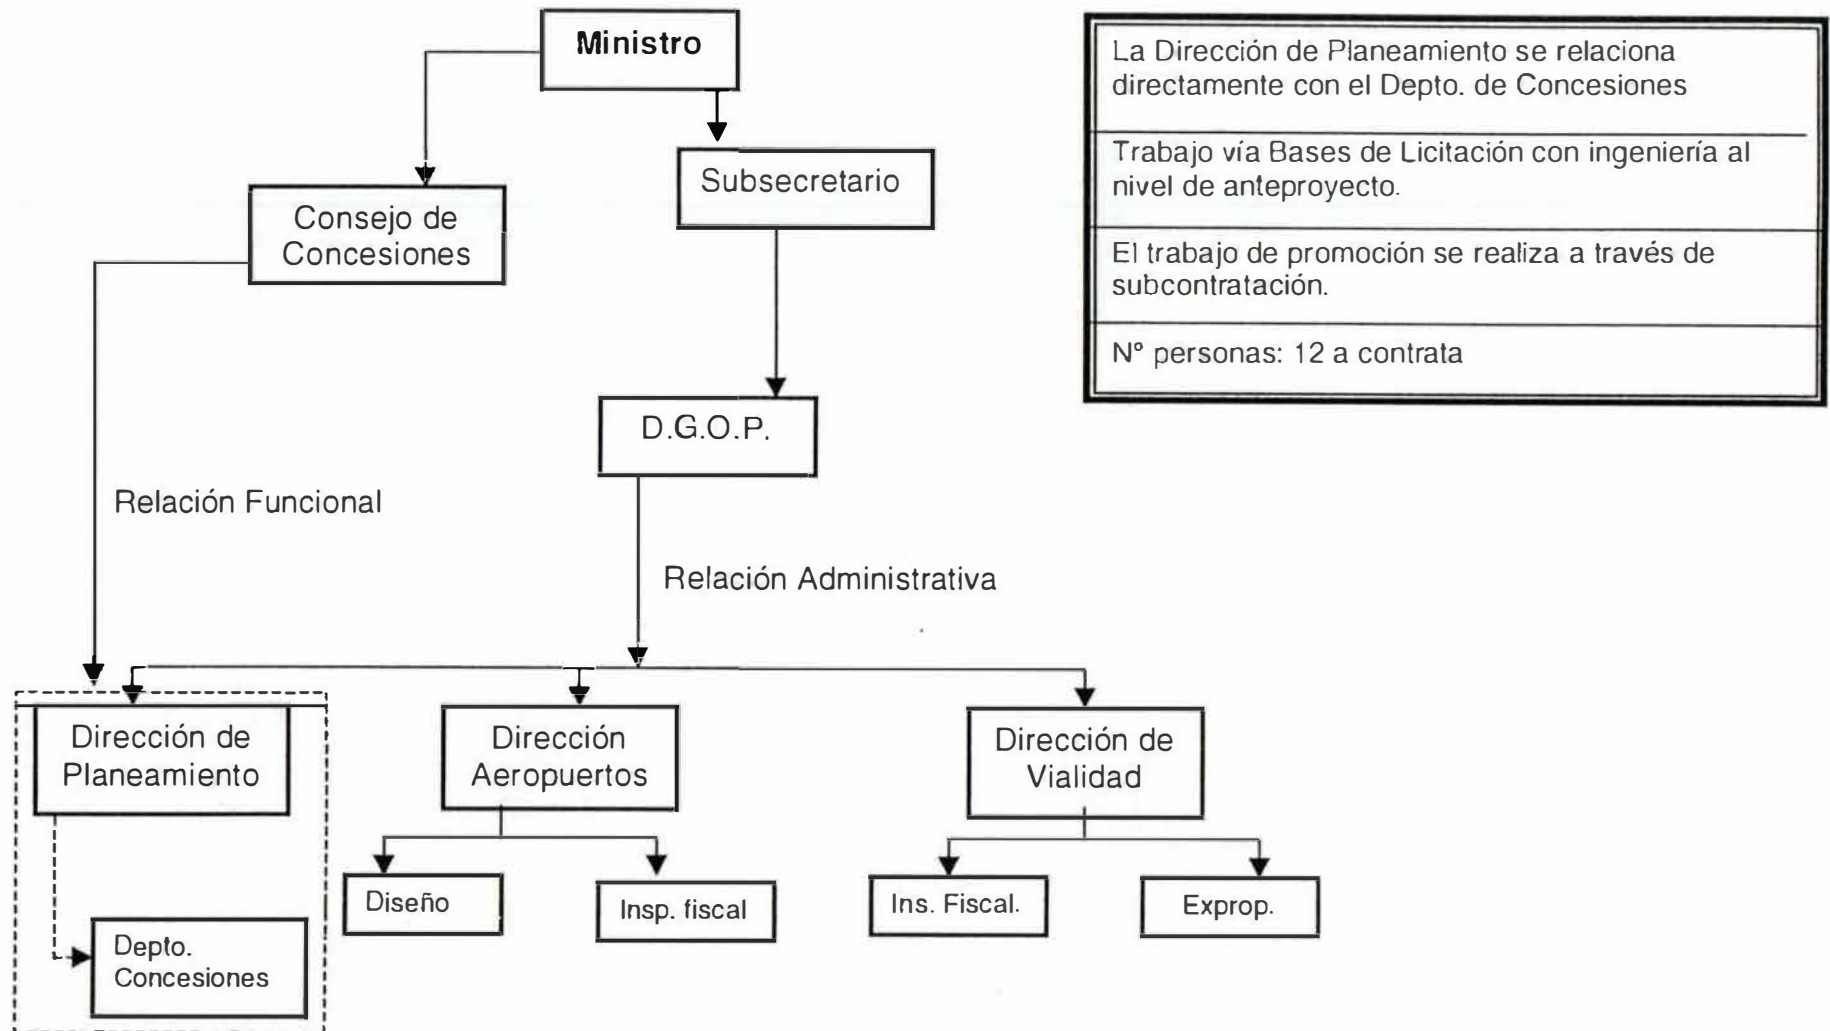 Ministro
La Dirección de Planeamiento se relaciona
directamente con el Depto. de Concesiones
Trabajo vía Bases de Licitación con ingeniería al
nivel de anteproyecto.
El trabajo de promoción se realiza a través de
subcontratación.
Nº personas: 12 a contrata
Subsecretario
Consejo de
Concesiones
D.G.O.P.
Relación Funcional
Relación Administrativa
Dirección de
Planeamiento
Dirección
Aeropuertos
Dirección de
Vialidad
Diseño
Insp. fiscal
Ins. Fiscal.
Exprop.
Depto.
Concesiones